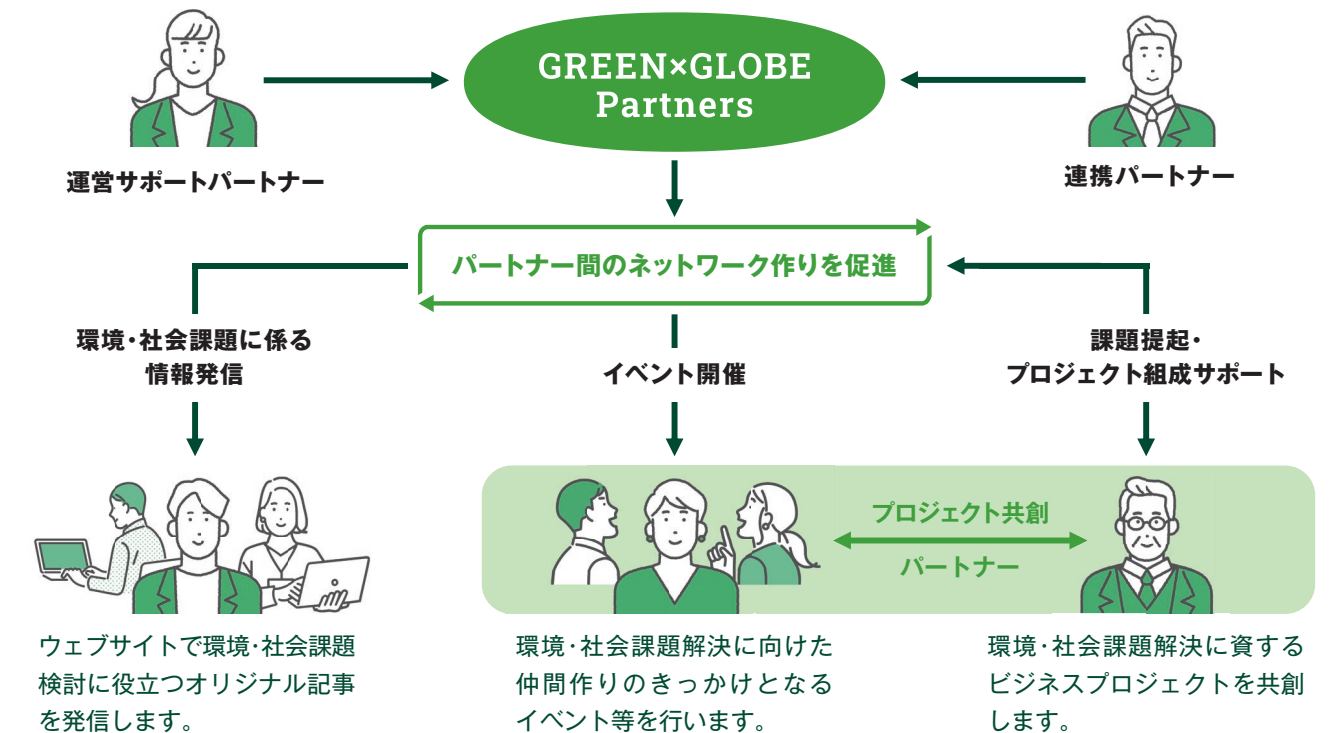 GREEN×GLOBE
Partners
運営サポートパートナー
連携パートナー
パートナー間のネットワーク作りを促進
環境・社会課題に係る
情報発信
イベント開催
課題提起・
プロジェクト組成サポート
プロジェクト共創
パートナー
ウェブサイトで環境・社会課題
検討に役立つオリジナル記事
を発信します。
環境・社会課題解決に向けた
仲間作りのきっかけとなる
イベント等を行います。
環境・社会課題解決に資する
ビジネスプロジェクトを共創
します。